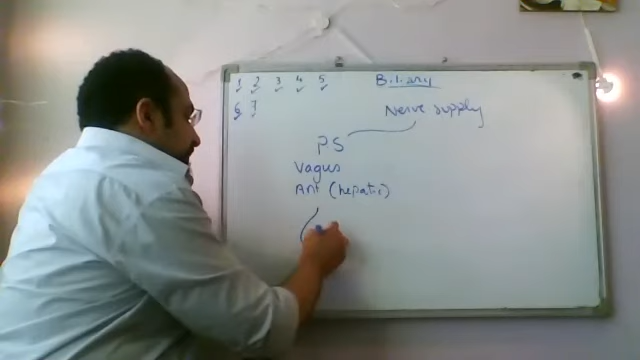 1 2 3 4 5
Biliary
6 7
Nerve supply
PS
Vagus
Ant (hepatic)